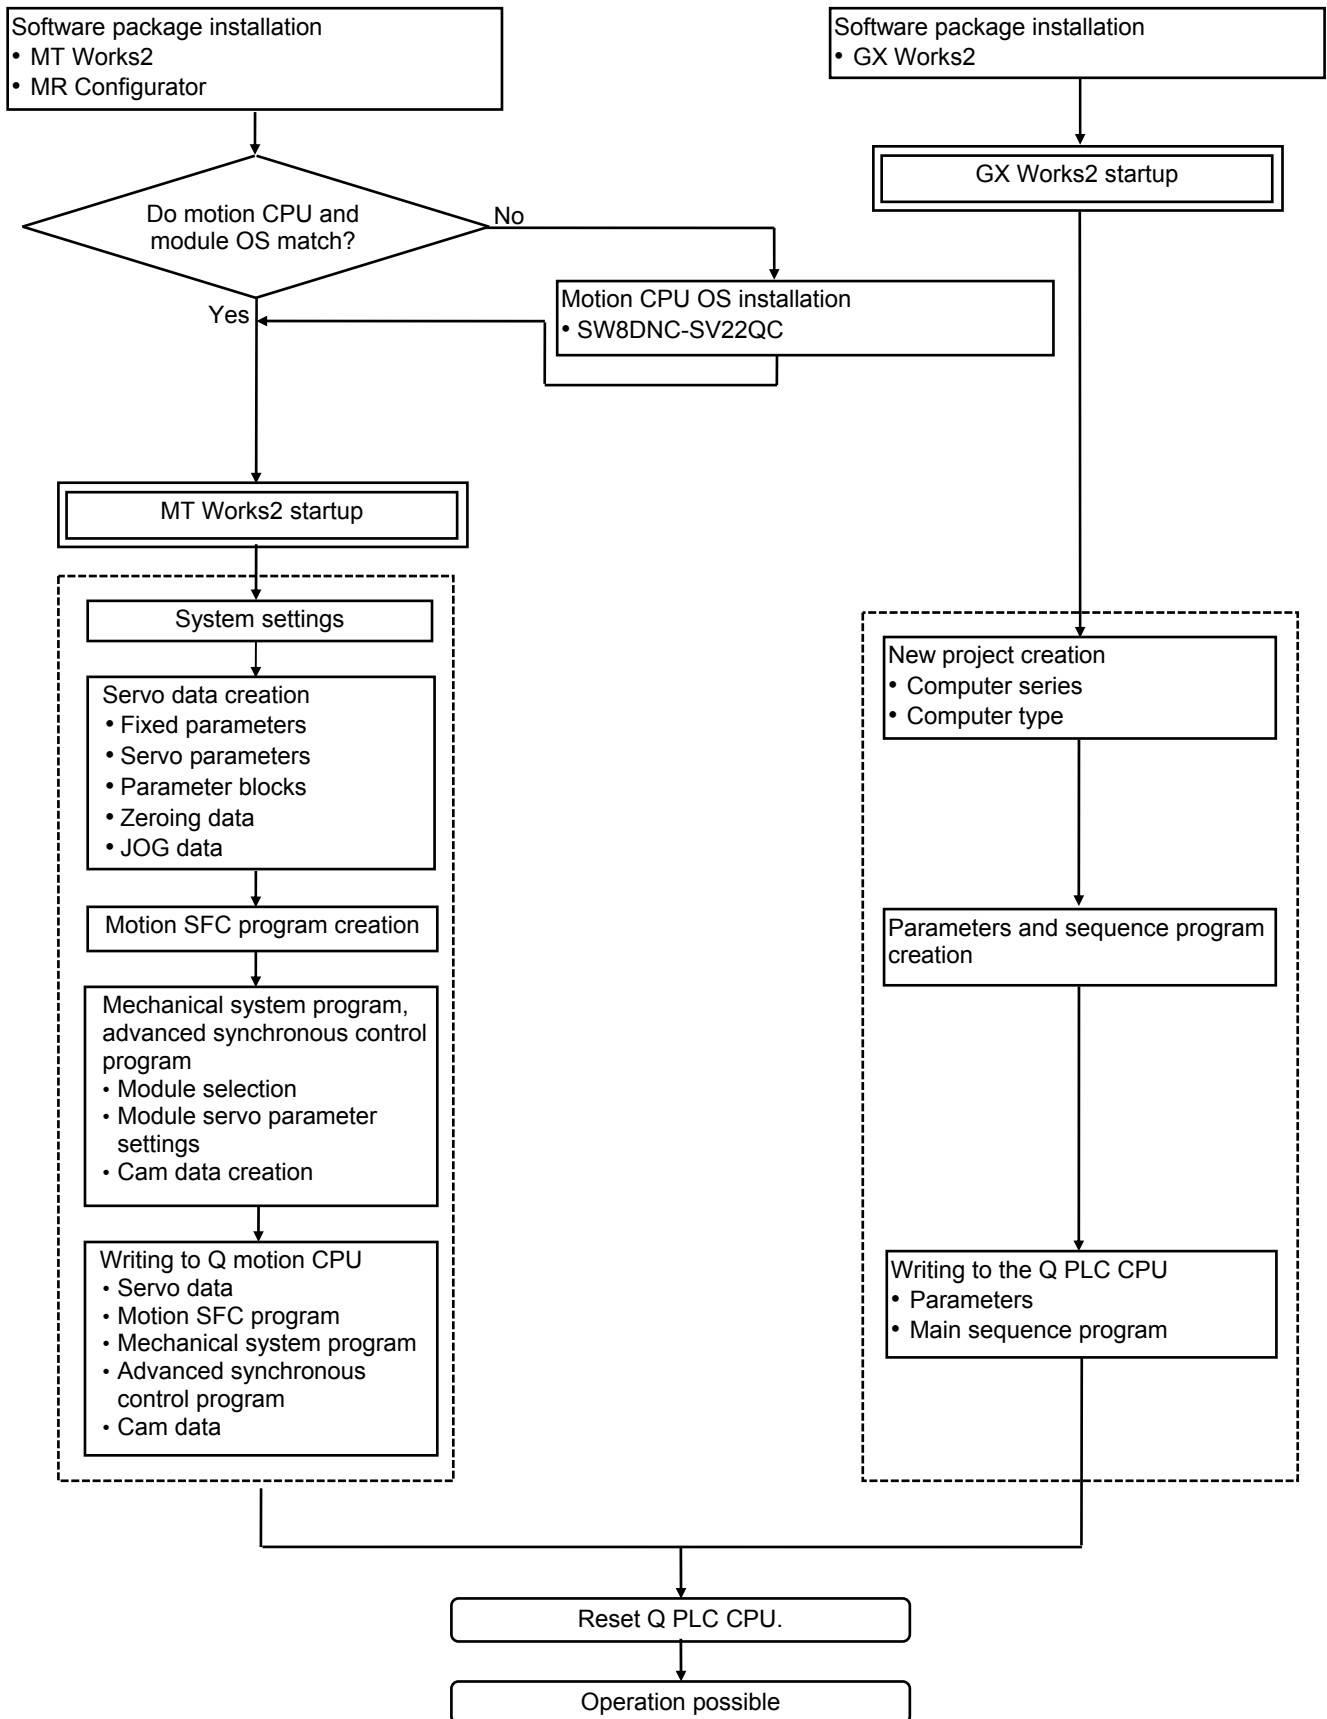 Software package installation
• MT Works2
• MR Configurator
Do motion CPU and
module OS match?
No
Yes
Motion CPU OS installation
• SW8DNC-SV22QC
MT Works2 startup
System settings
Servo data creation
• Fixed parameters
• Servo parameters
• Parameter blocks
• Zeroing data
• JOG data
Motion SFC program creation
Mechanical system program,
advanced synchronous control
program
• Module selection
• Module servo parameter
settings
• Cam data creation
Writing to Q motion CPU
• Servo data
• Motion SFC program
• Mechanical system program
• Advanced synchronous
control program
• Cam data
Software package installation
• GX Works2
GX Works2 startup
New project creation
• Computer series
• Computer type
Parameters and sequence program
creation
Writing to the Q PLC CPU
• Parameters
• Main sequence program
Reset Q PLC CPU.
Operation possible